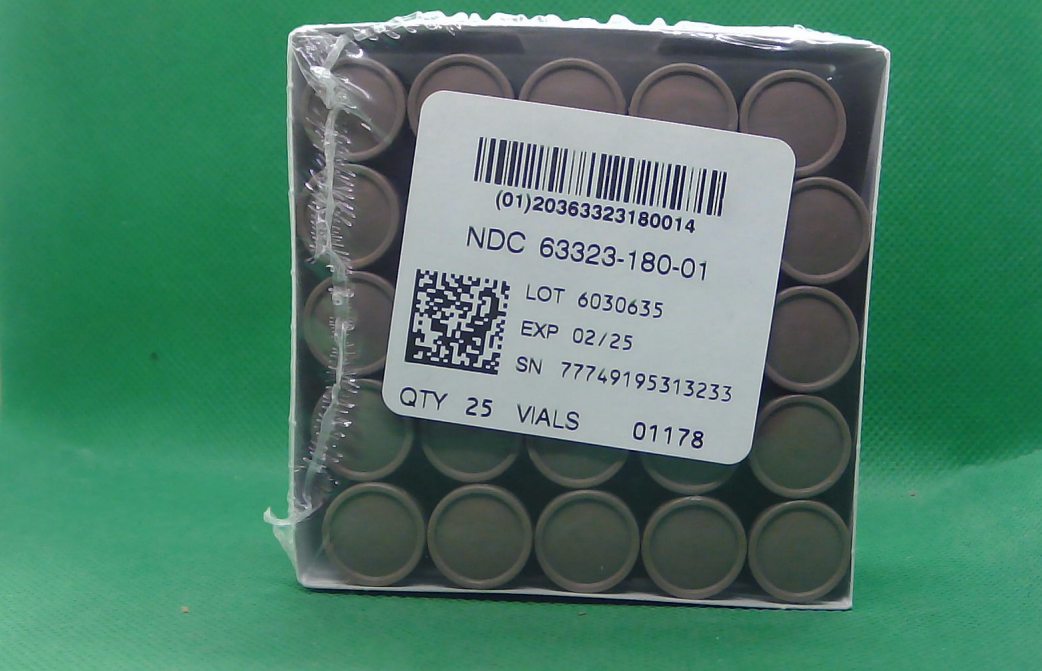 (01)20363323180014
NDC 63323-180-01
LOT 6030635
EXP 02/25
SN 77749195313233
QTY 25 VIALS 01178